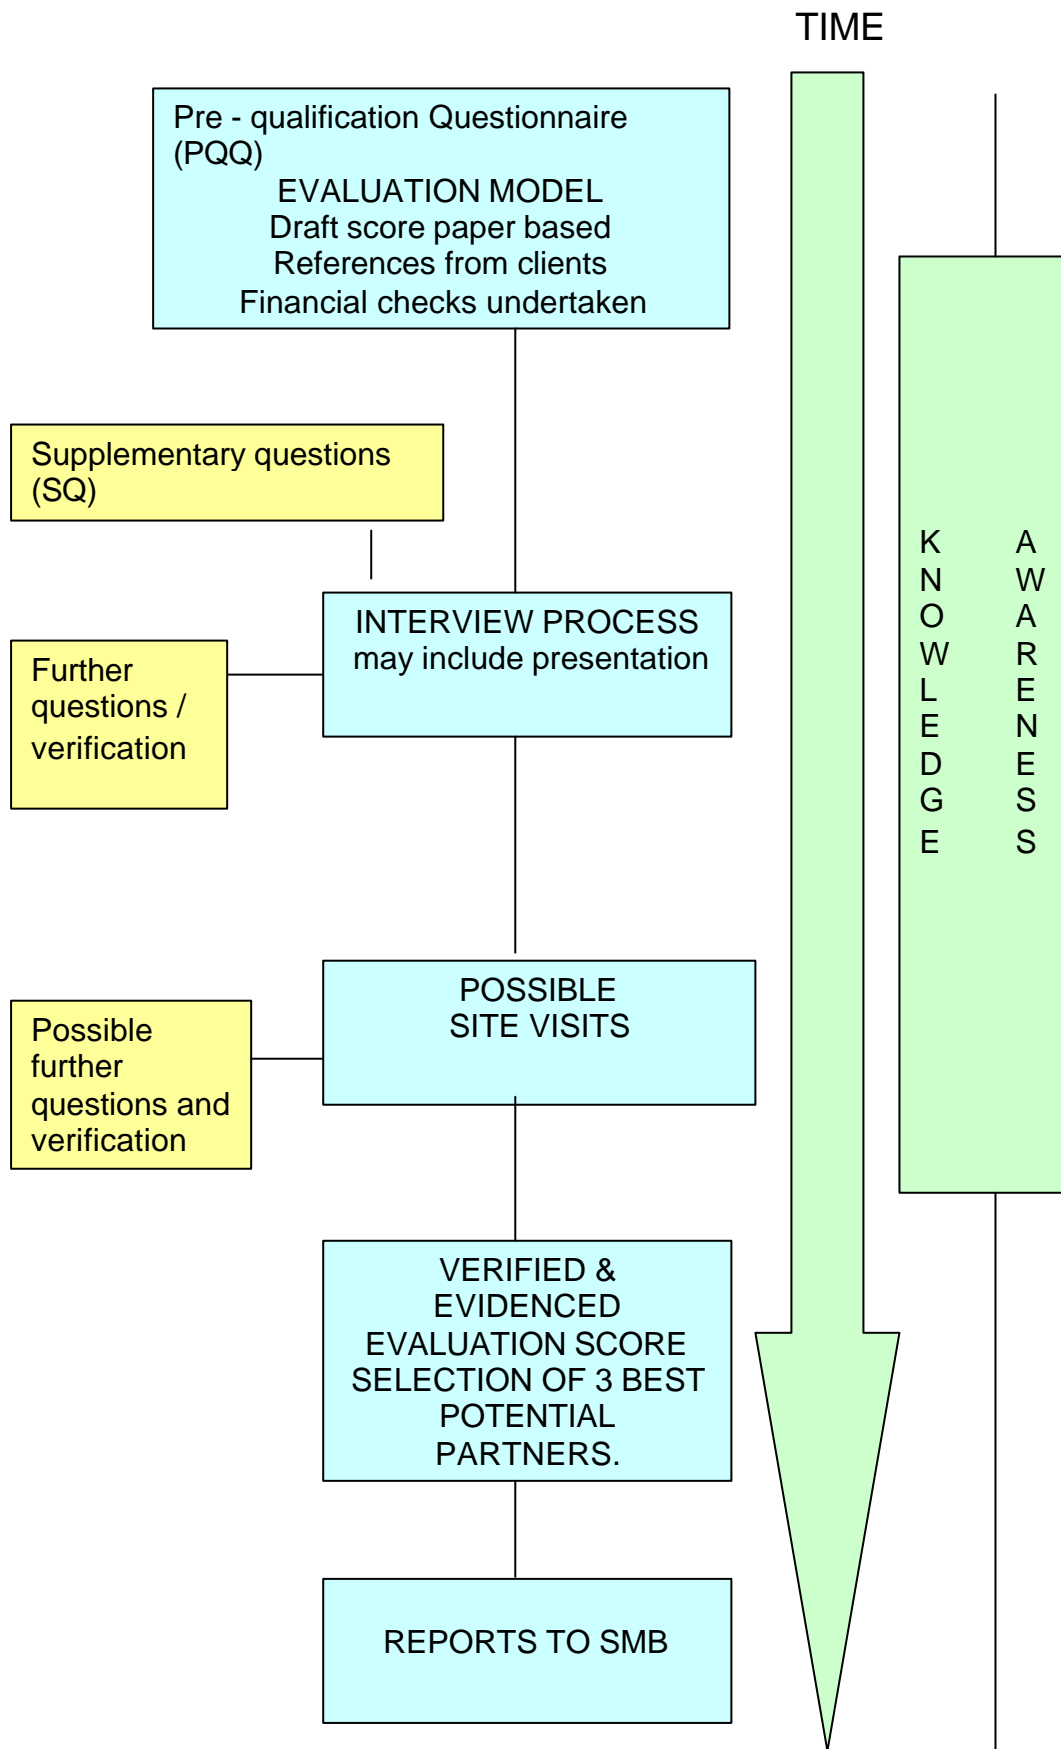 TIME
Pre - qualification Questionnaire
(PQQ)
EVALUATION MODEL
Draft score paper based
References from clients
Financial checks undertaken
Supplementary questions
(SQ)
INTERVIEW PROCESS
may include presentation
Further
questions /
verification
POSSIBLE
SITE VISITS
Possible
further
questions and
verification
VERIFIED &
EVIDENCED
EVALUATION SCORE
SELECTION OF 3 BEST
POTENTIAL
PARTNERS.
REPORTS TO SMB
KNOWLEDGE
AWARENESS